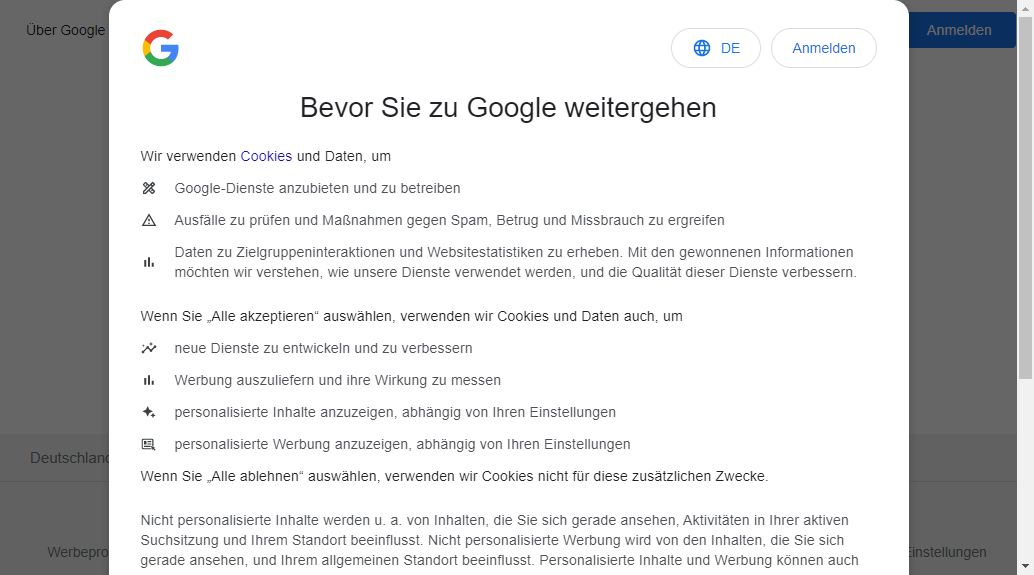 Über Google
Anmelden
DE
Anmelden
Bevor Sie zu Google weitergehen
Wir verwenden Cookies und Daten, um
Google-Dienste anzubieten und zu betreiben
Ausfälle zu prüfen und Maßnahmen gegen Spam, Betrug und Missbrauch zu ergreifen
Daten zu Zielgruppeninteraktionen und Websitestatistiken zu erheben. Mit den gewonnenen Informationen
möchten wir verstehen, wie unsere Dienste verwendet werden, und die Qualität dieser Dienste verbessern.
Wenn Sie „Alle akzeptieren“ auswählen, verwenden wir Cookies und Daten auch, um
neue Dienste zu entwickeln und zu verbessern
Werbung auszuliefern und ihre Wirkung zu messen
personalisierte Inhalte anzuzeigen, abhängig von Ihren Einstellungen
personalisierte Werbung anzuzeigen, abhängig von Ihren Einstellungen
Deutschland
Wenn Sie „Alle ablehnen“ auswählen, verwenden wir Cookies nicht für diese zusätzlichen Zwecke.
Nicht personalisierte Inhalte werden u. a. von Inhalten, die Sie sich gerade ansehen, Aktivitäten in Ihrer aktiven
Suchsitzung und Ihrem Standort beeinflusst. Nicht personalisierte Werbung wird von den Inhalten, die Sie sich
gerade ansehen, und Ihrem allgemeinen Standort beeinflusst. Personalisierte Inhalte und Werbung können auch
Werbepro
Einstellungen